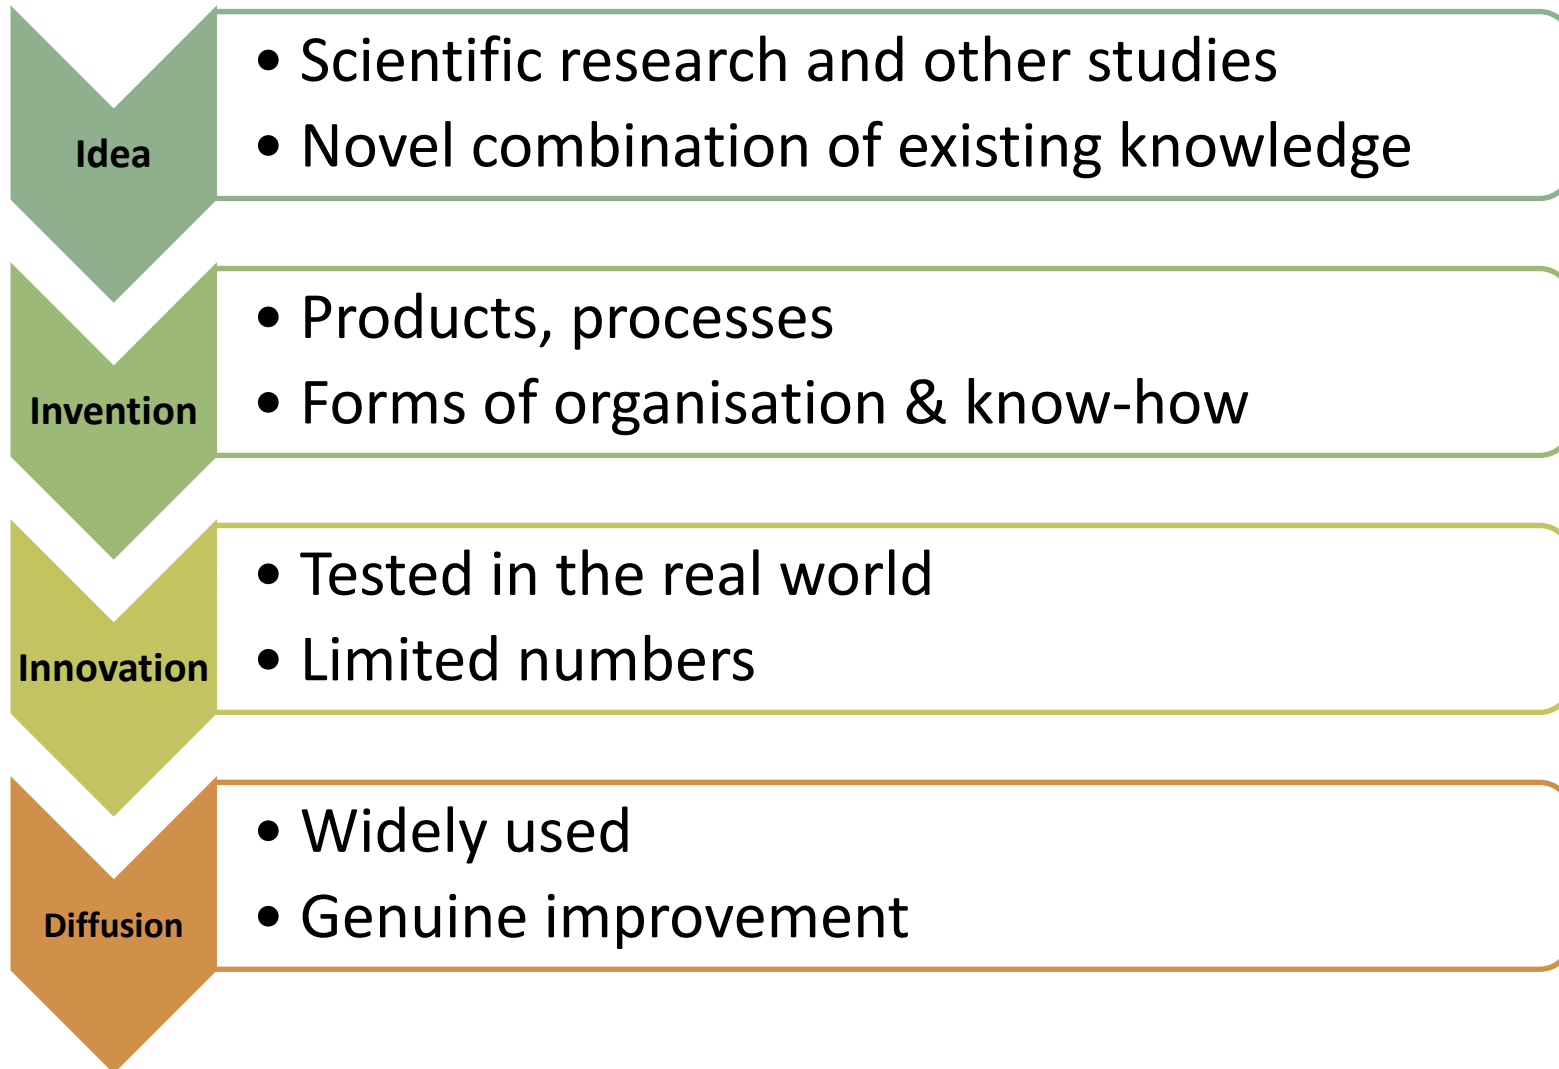 Idea
• Scientific research and other studies
• Novel combination of existing knowledge
Invention
• Products, processes
• Forms of organisation & know-how
Innovation
• Tested in the real world
• Limited numbers
Diffusion
• Widely used
• Genuine improvement